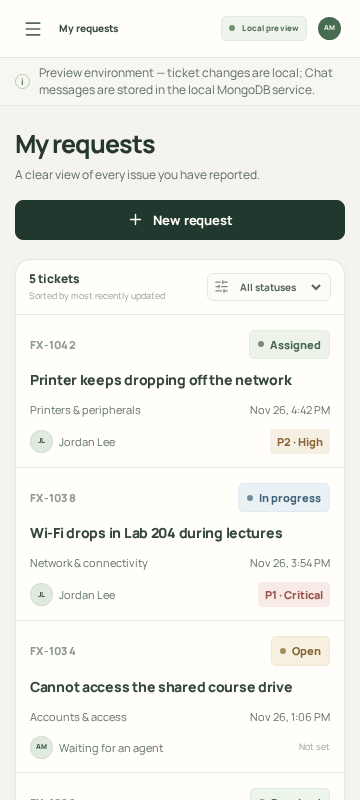 My requests
Local preview
AM
i
Preview environment — ticket changes are local; Chat
messages are stored in the local MongoDB service.
My requests
A clear view of every issue you have reported.
+ New request
5 tickets
Sorted by most recently updated
All statuses
FX-1042
Assigned
Printer keeps dropping off the network
Printers & peripherals
Nov 26, 4:42 PM
JL
Jordan Lee
P2 · High
FX-1038
In progress
Wi-Fi drops in Lab 204 during lectures
Network & connectivity
Nov 26, 3:54 PM
JL
Jordan Lee
P1 · Critical
FX-1034
Open
Cannot access the shared course drive
Accounts & access
Nov 26, 1:06 PM
AM
Waiting for an agent
Not set